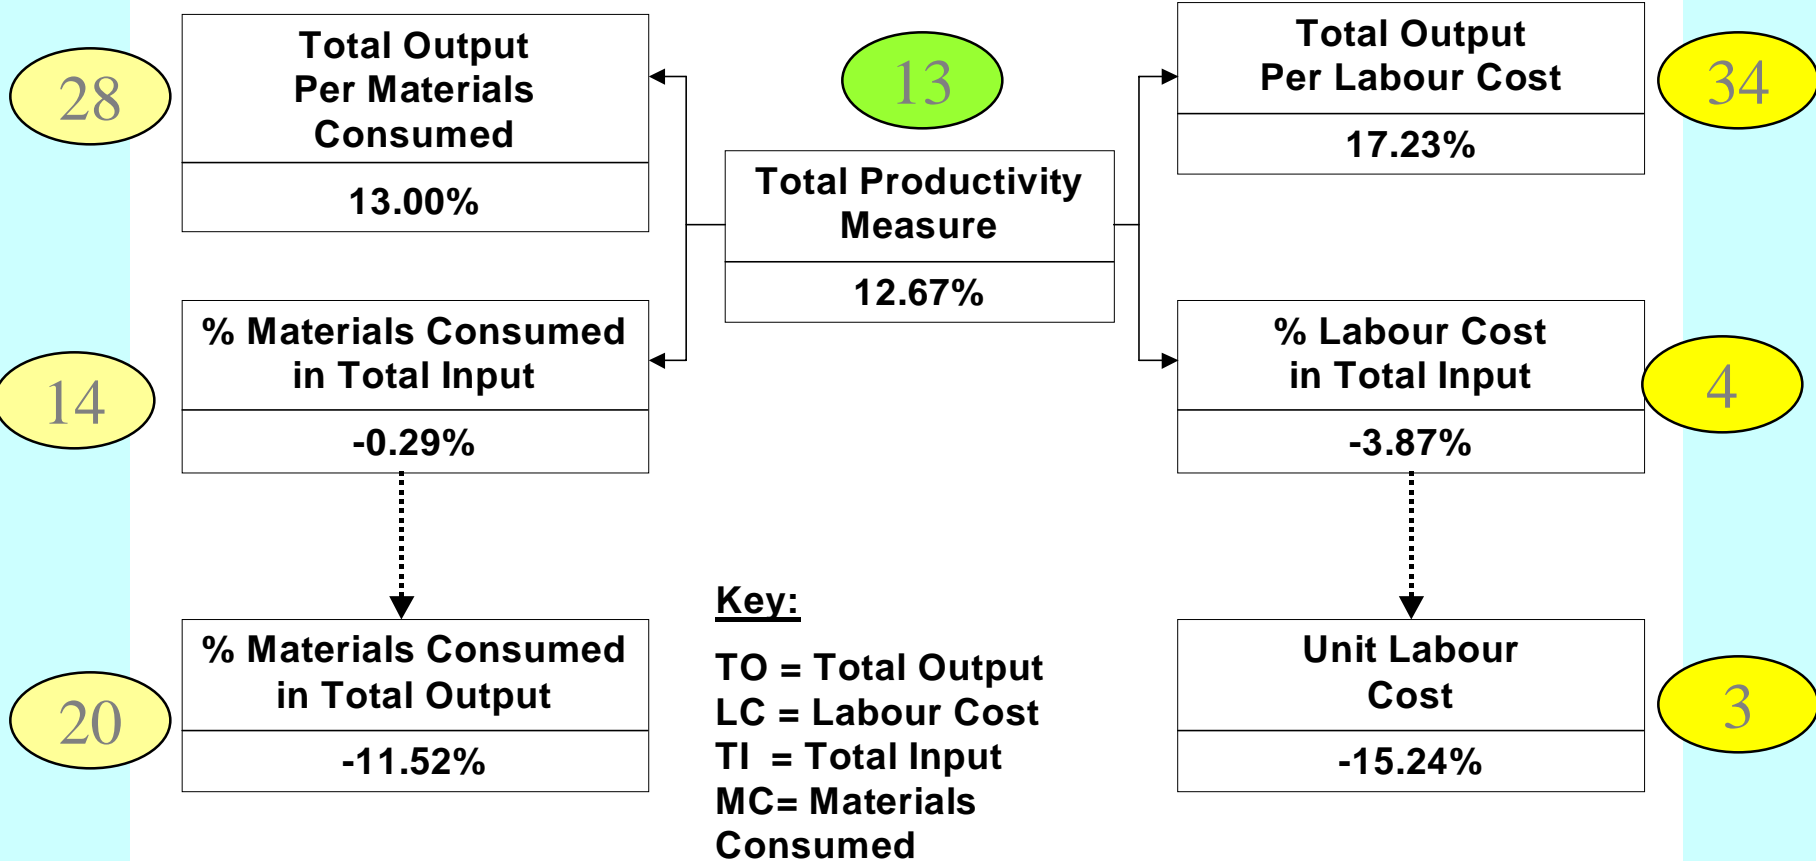 28
Total Output
Per Materials
Consumed
13.00%
13
Total Productivity
Measure
12.67%
Total Output
Per Labour Cost
17.23%
34
14
% Materials Consumed
in Total Input
-0.29%
% Labour Cost
in Total Input
-3.87%
4
20
% Materials Consumed
in Total Output
-11.52%
Key:
TO = Total Output
LC = Labour Cost
TI = Total Input
MC= Materials
Consumed
Unit Labour
Cost
-15.24%
3